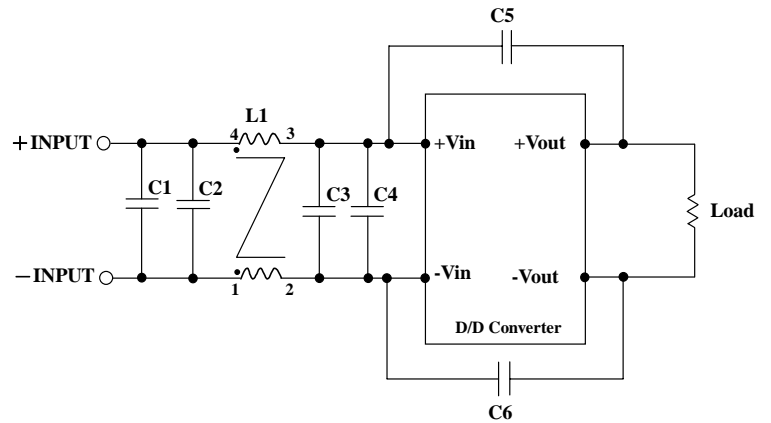 C5
L1
+INPUT
4
3
+Vin
+Vout
C1
C2
C3
C4
Load
−INPUT
1
2
-Vin
-Vout
D/D Converter
C6